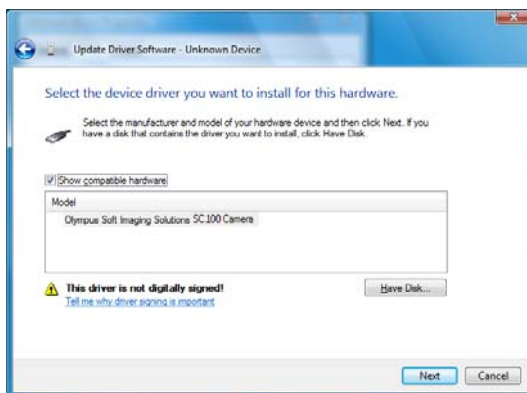 Update Driver Software - Unknown Device
Select the device driver you want to install for this hardware.
Select the manufacturer and model of your hardware device and then click Next. If you
have a disk that contains the driver you want to install, click Have Disk.
Show compatible hardware
Model
Olympus Soft Imaging Solutions SC100 Camera
This driver is not digitally signed!
Have Disk...
Tell me why driver signing is important
Next
Cancel